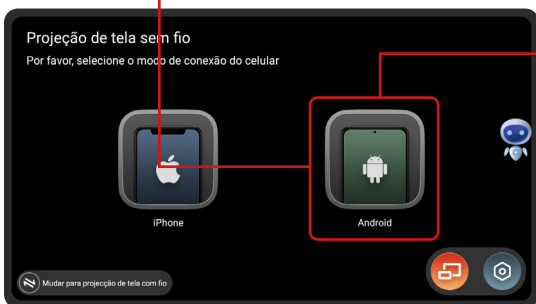 Projeção de tela sem fio
Por favor, selecione o modo de conexão do celular
iPhone
Android
Mudar para projecção de tela com fio